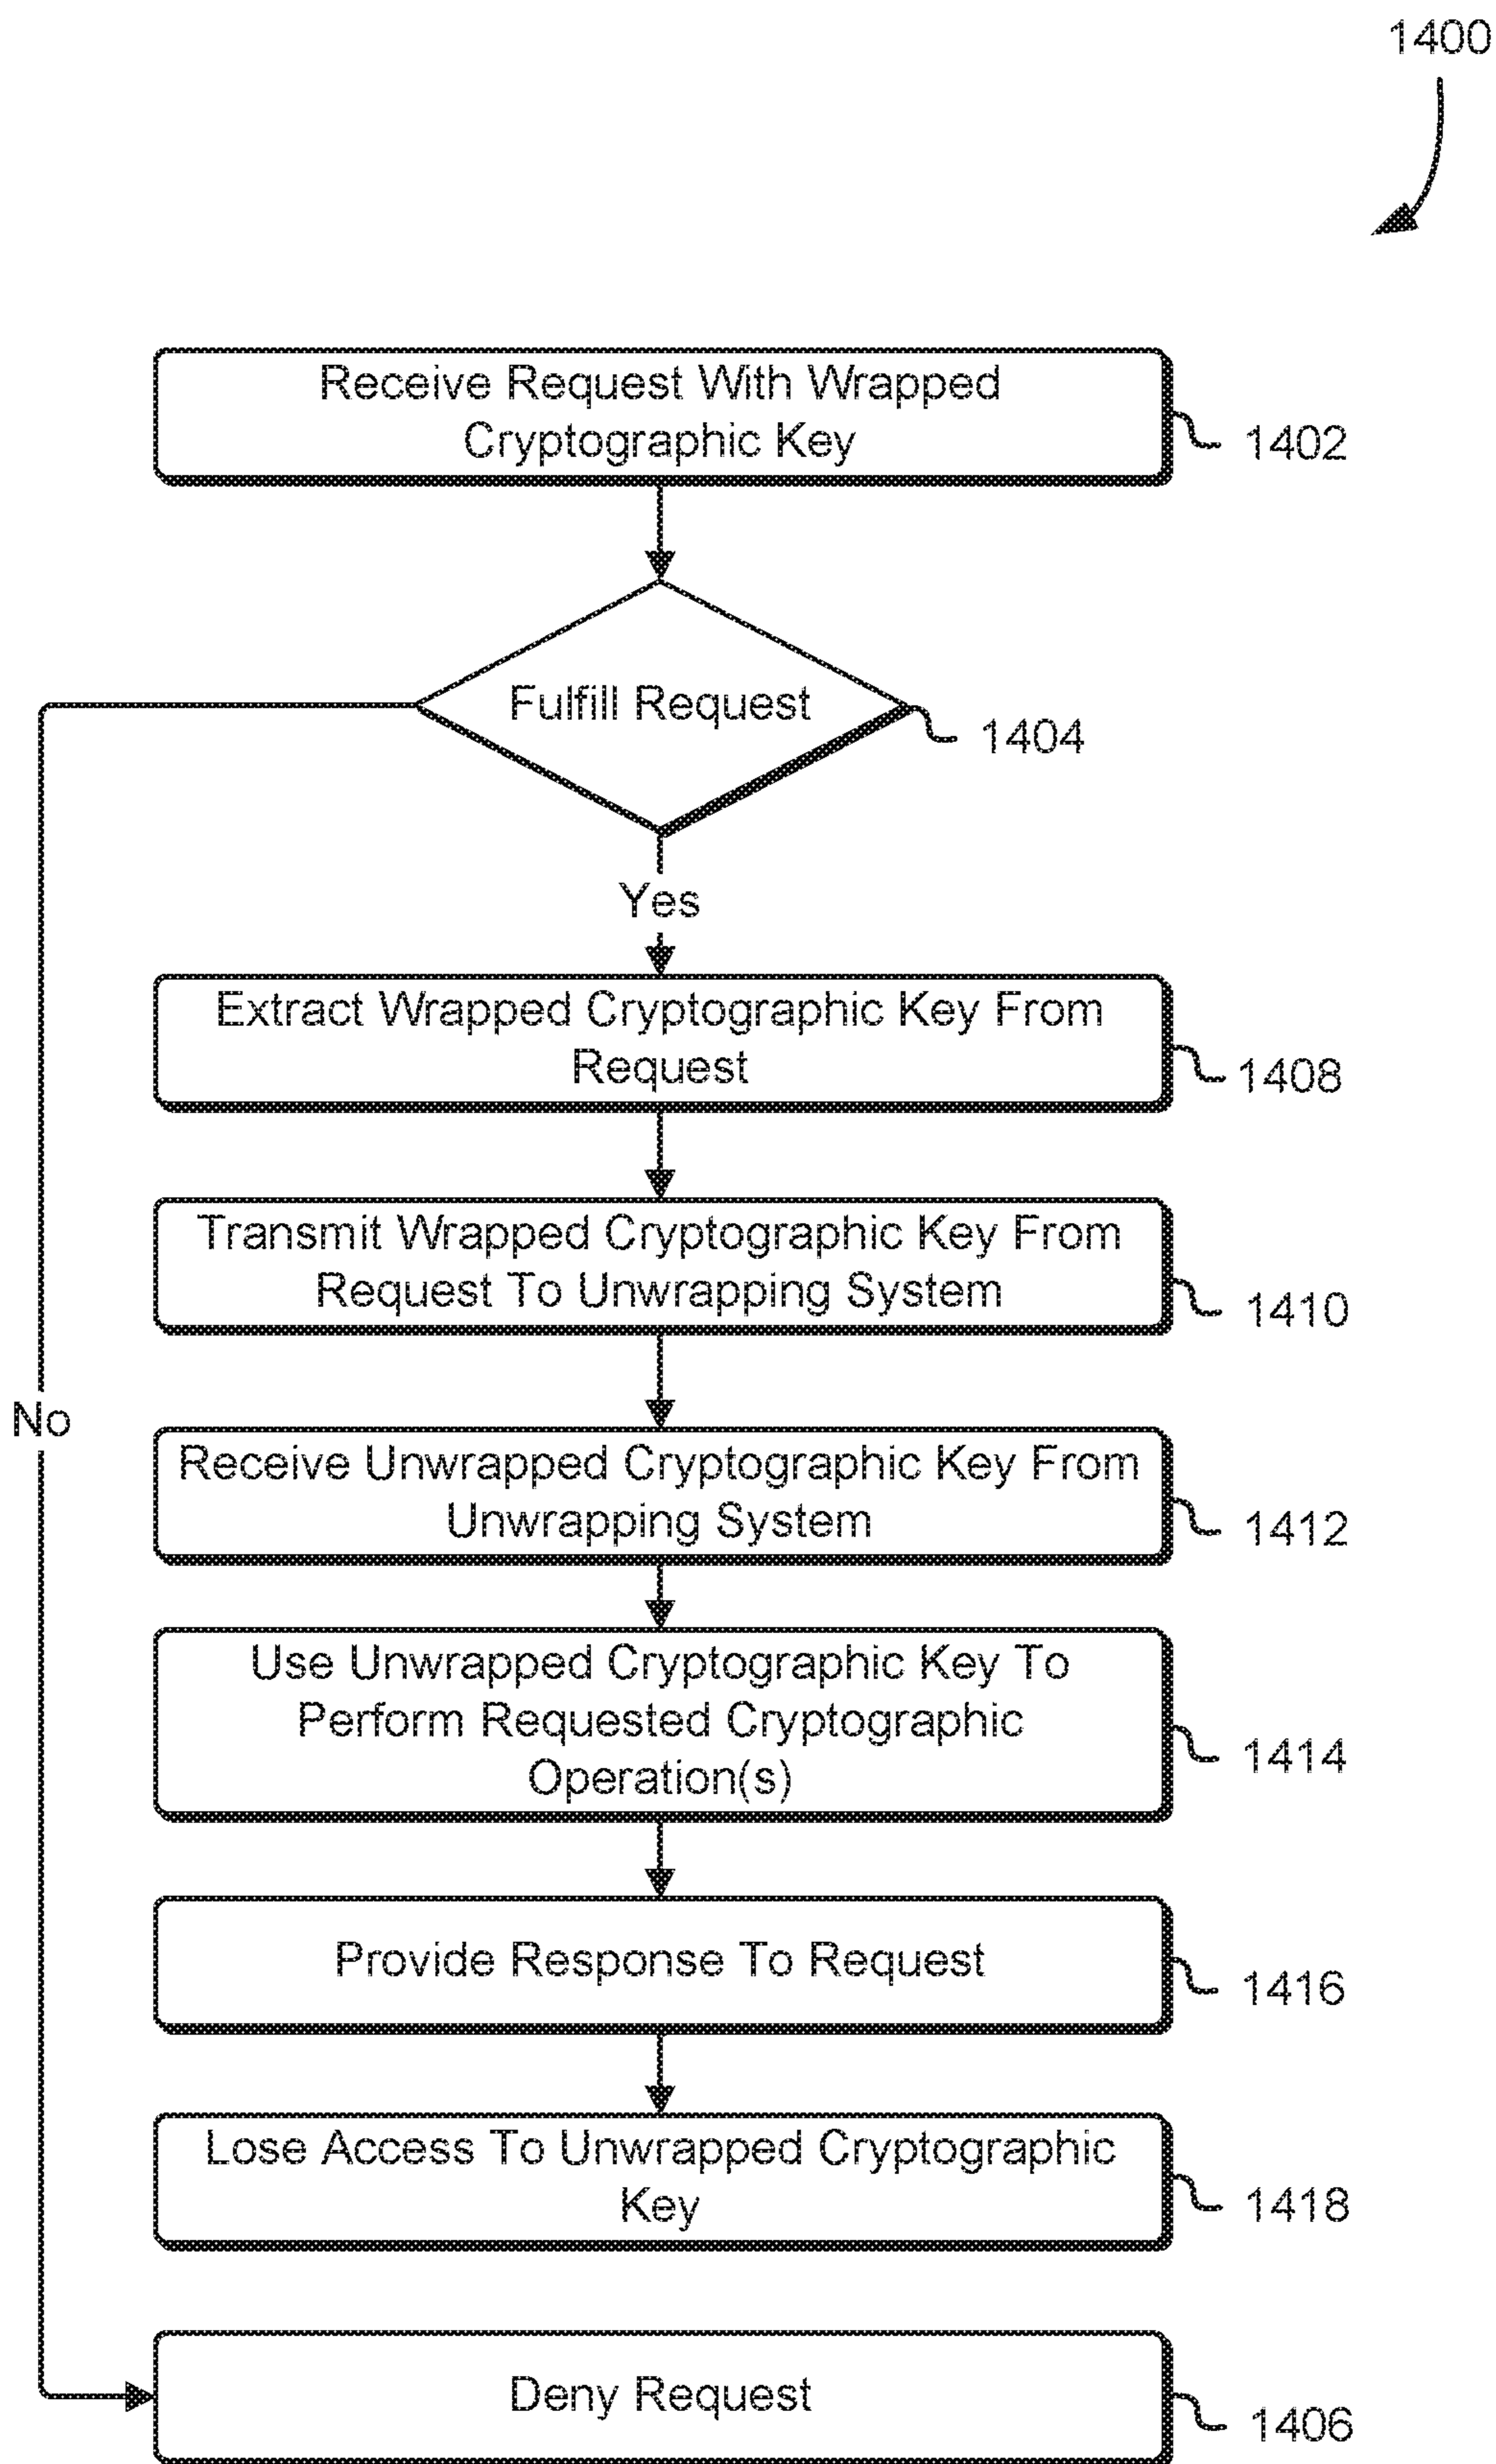 1400
Receive Request With Wrapped
Cryptographic Key
1402
Fulfill Request
1404
Yes
Extract Wrapped Cryptographic Key From
Request
1408
Transmit Wrapped Cryptographic Key From
Request To Unwrapping System
1410
No
Receive Unwrapped Cryptographic Key From
Unwrapping System
1412
Use Unwrapped Cryptographic Key To
Perform Requested Cryptographic
Operation(s)
1414
Provide Response To Request
1416
Lose Access To Unwrapped Cryptographic
Key
1418
Deny Request
1406